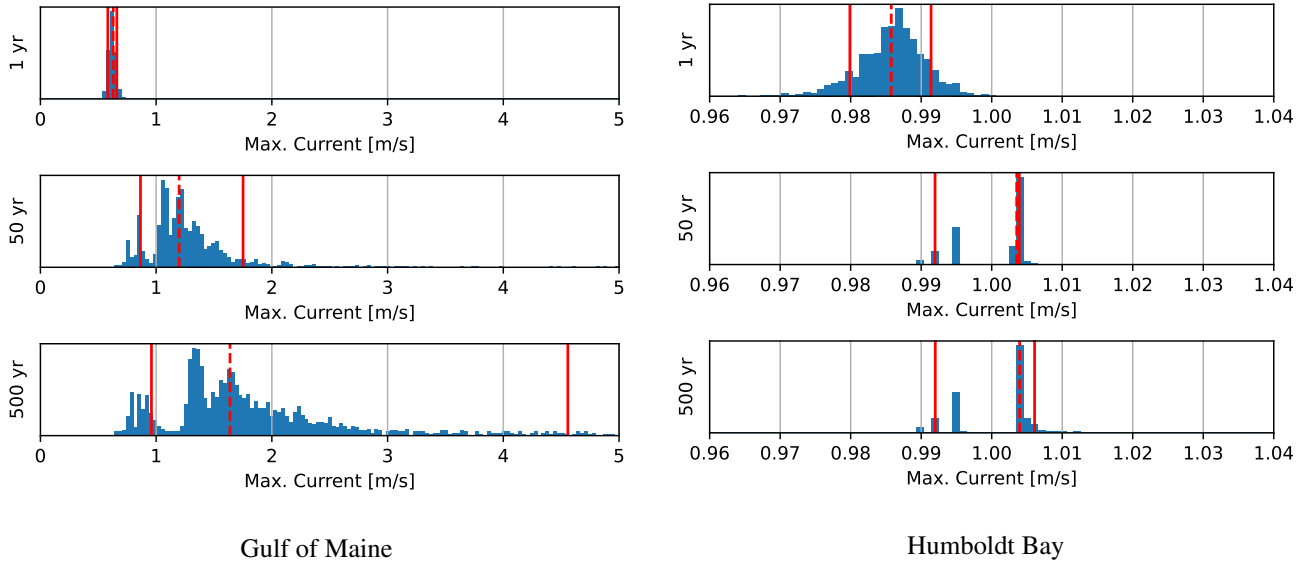 1 yr
0 1 2 3 4 5
Max. Current [m/s]
50 yr
0 1 2 3 4 5
Max. Current [m/s]
500 yr
0 1 2 3 4 5
Max. Current [m/s]
Gulf of Maine
1 yr
0.96 0.97 0.98 0.99 1.00 1.01 1.02 1.03 1.04
Max. Current [m/s]
50 yr
0.96 0.97 0.98 0.99 1.00 1.01 1.02 1.03 1.04
Max. Current [m/s]
500 yr
0.96 0.97 0.98 0.99 1.00 1.01 1.02 1.03 1.04
Max. Current [m/s]
Humboldt Bay